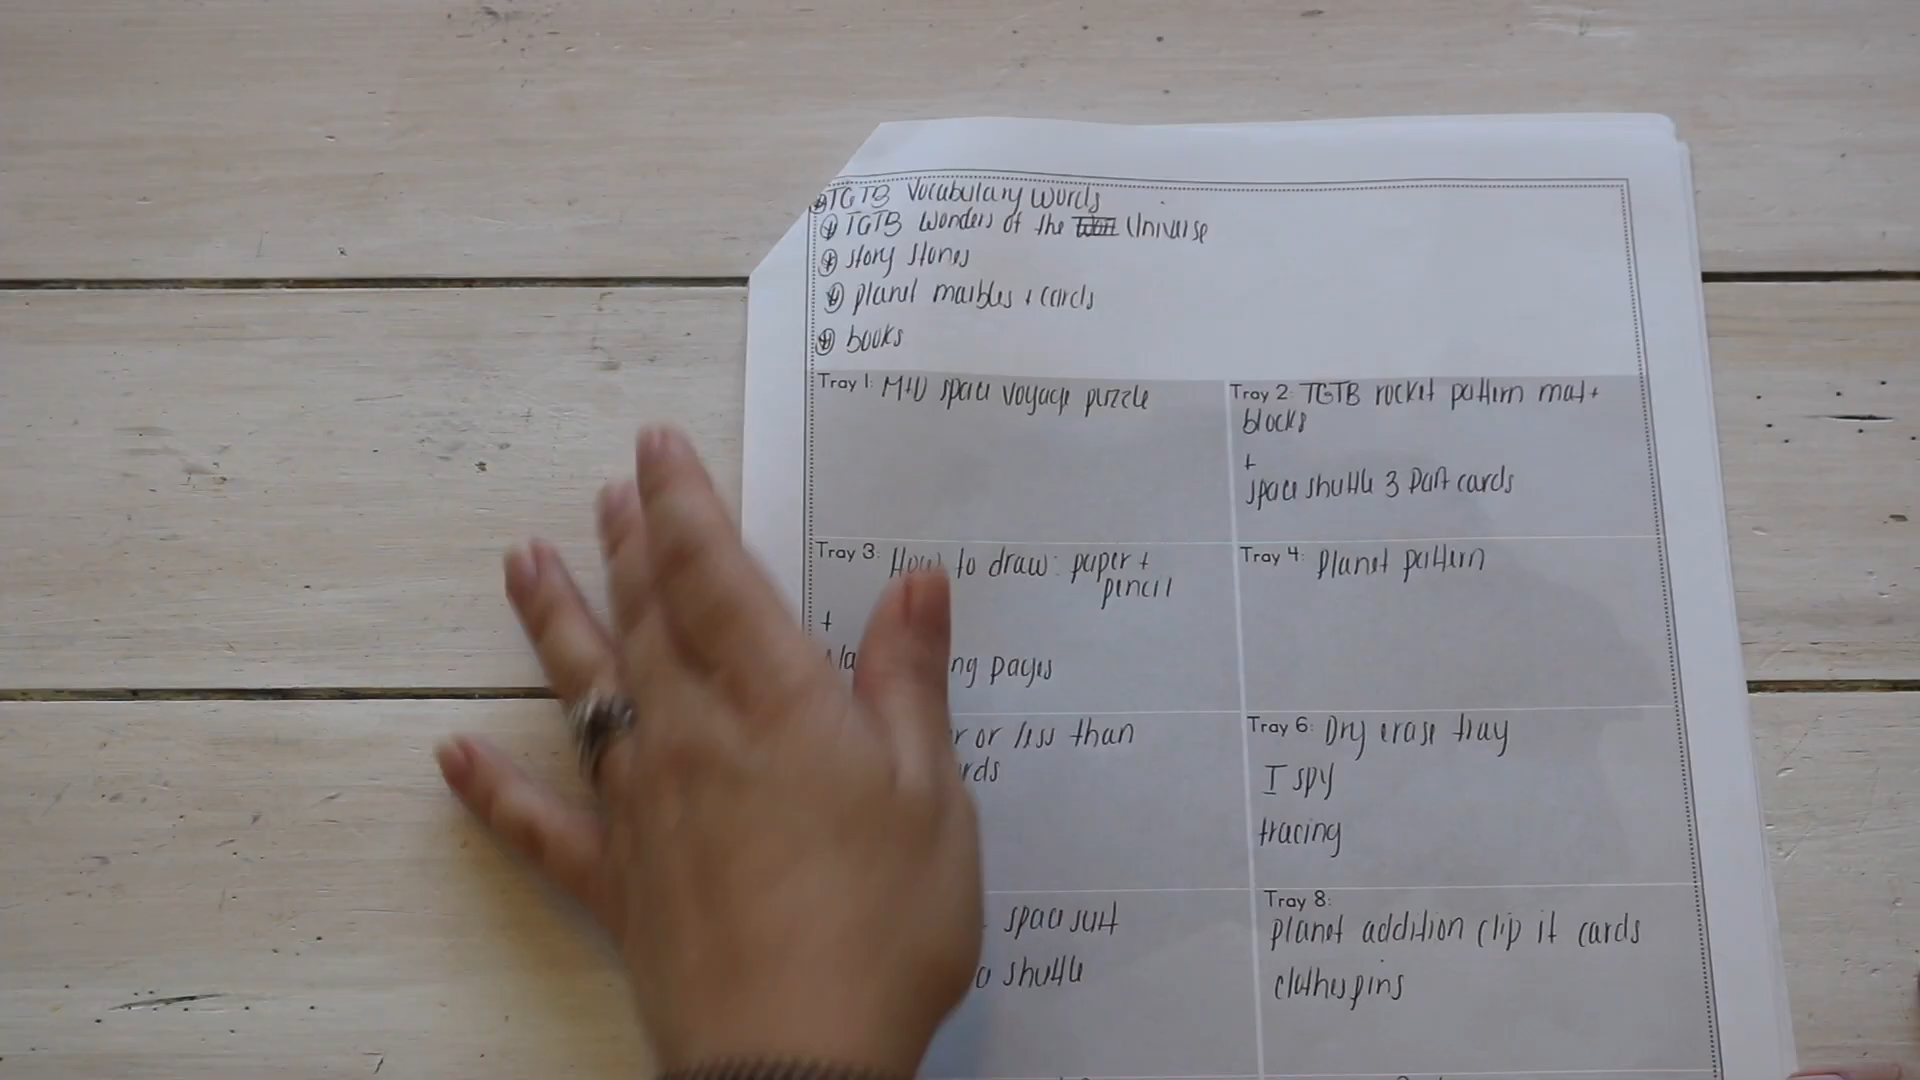 TGTB Vocabulary Words
TGTB Wonders of the Universe
story stones
planet marbles + cards
books
Tray 1: M+D space voyage puzzle
Tray 2: TGTB rocket pattern mat +
blocks
+
space shuttle 3 part cards
Tray 3: How to draw: paper +
pencil
+
pages
Tray 4: Planet pattern
or less than
Tray 6: Dry erase tray
I spy
tracing
space suit
shuttle
Tray 8:
planet addition clip it cards
clothespins